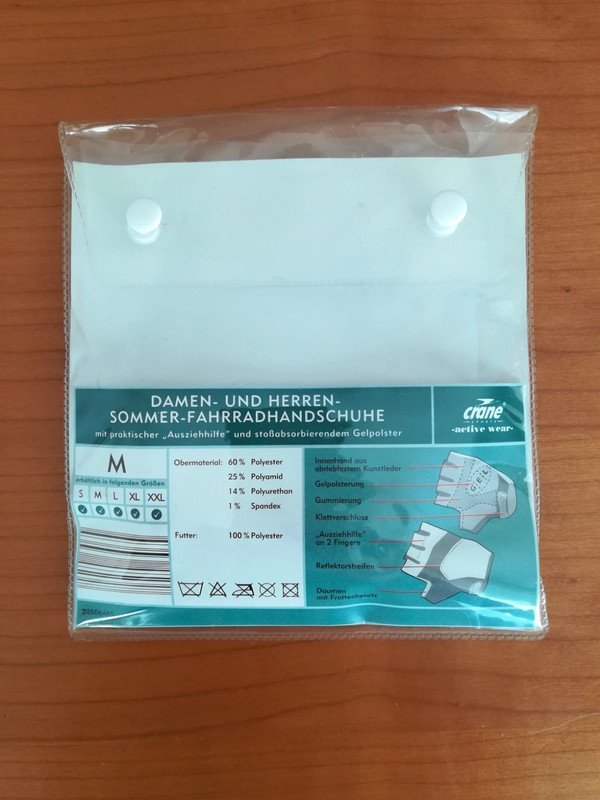 DAMEN- UND HERREN-
SOMMER-FAHRRADHANDSCHUHE
mit praktischer „Ausziehhilfe" und stoßabsorbierendem Gelpolster
crane®
SPORTS
-active wear-
M
erhältlich in folgenden Größen
S M L XL XXL
Obermaterial: 60 % Polyester
25 % Polyamid
14 % Polyurethan
1 % Spandex
Futter: 100 % Polyester
Innenhand aus
abriebfestem Kunstleder
Gelpolsterung
Gummierung
Klettverschluss
„Ausziehhilfe"
an 2 Fingern
Reflektorstreifen
Daumen
mit Frotteebesatz
GEL